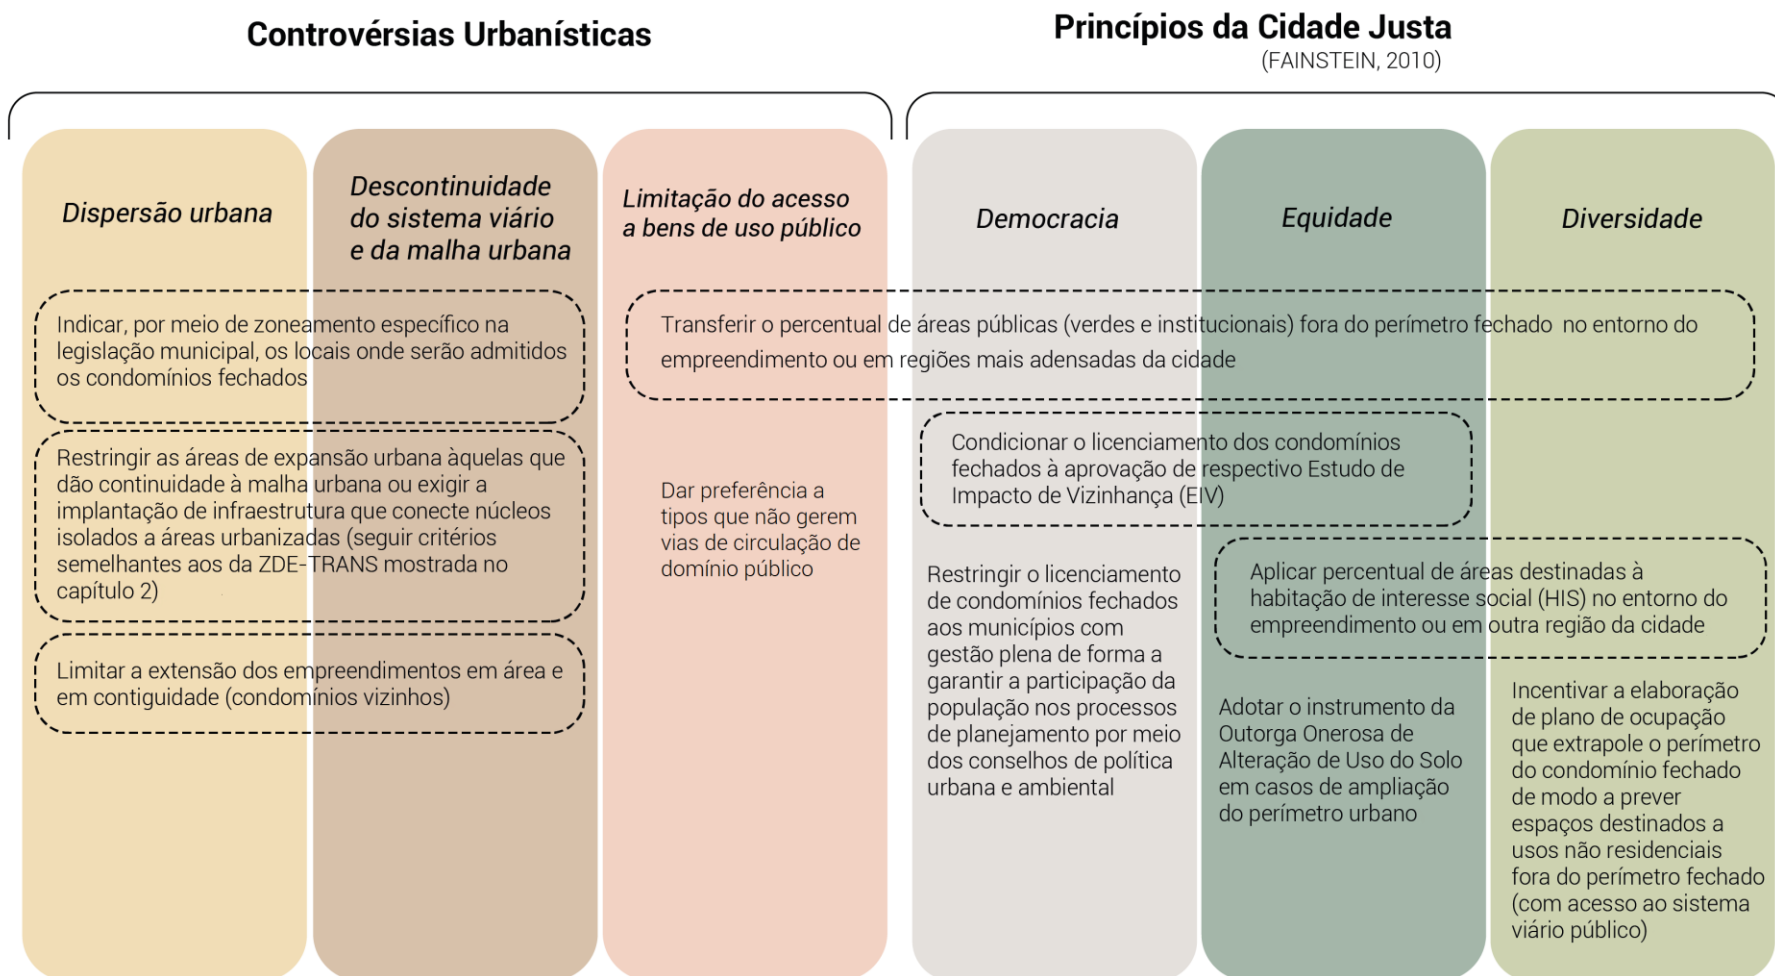 Controvérsias Urbanísticas
Princípios da Cidade Justa
(FAINSTEIN, 2010)
Dispersão urbana
Descontinuidade
do sistema viário
e da malha urbana
Limitação do acesso
a bens de uso público
Democracia
Equidade
Diversidade
Indicar, por meio de zoneamento específico na
legislação municipal, os locais onde serão admitidos
os condomínios fechados
Transferir o percentual de áreas públicas (verdes e institucionais) fora do perímetro fechado no entorno do
empreendimento ou em regiões mais adensadas da cidade
Restringir as áreas de expansão urbana àquelas que
dão continuidade à malha urbana ou exigir a
implantação de infraestrutura que conecte núcleos
isolados a áreas urbanizadas (seguir critérios
semelhantes aos da ZDE-TRANS mostrada no
capítulo 2)
Limitar a extensão dos empreendimentos em área e
em contiguidade (condomínios vizinhos)
Dar preferência a
tipos que não gerem
vias de circulação de
domínio público
Condicionar o licenciamento dos condomínios
fechados à aprovação de respectivo Estudo de
Impacto de Vizinhança (EIV)
Restringir o licenciamento
de condomínios fechados
aos municípios com
gestão plena de forma a
garantir a participação da
população nos processos
de planejamento por meio
dos conselhos de política
urbana e ambiental
Aplicar percentual de áreas destinadas à
habitação de interesse social (HIS) no entorno do
empreendimento ou em outra região da cidade
Adotar o instrumento da
Outorga Onerosa de
Alteração de Uso do Solo
em casos de ampliação
do perímetro urbano
Incentivar a elaboração
de plano de ocupação
que extrapole o perímetro
do condomínio fechado
de modo a prever
espaços destinados a
usos não residenciais
fora do perímetro fechado
(com acesso ao sistema
viário público)